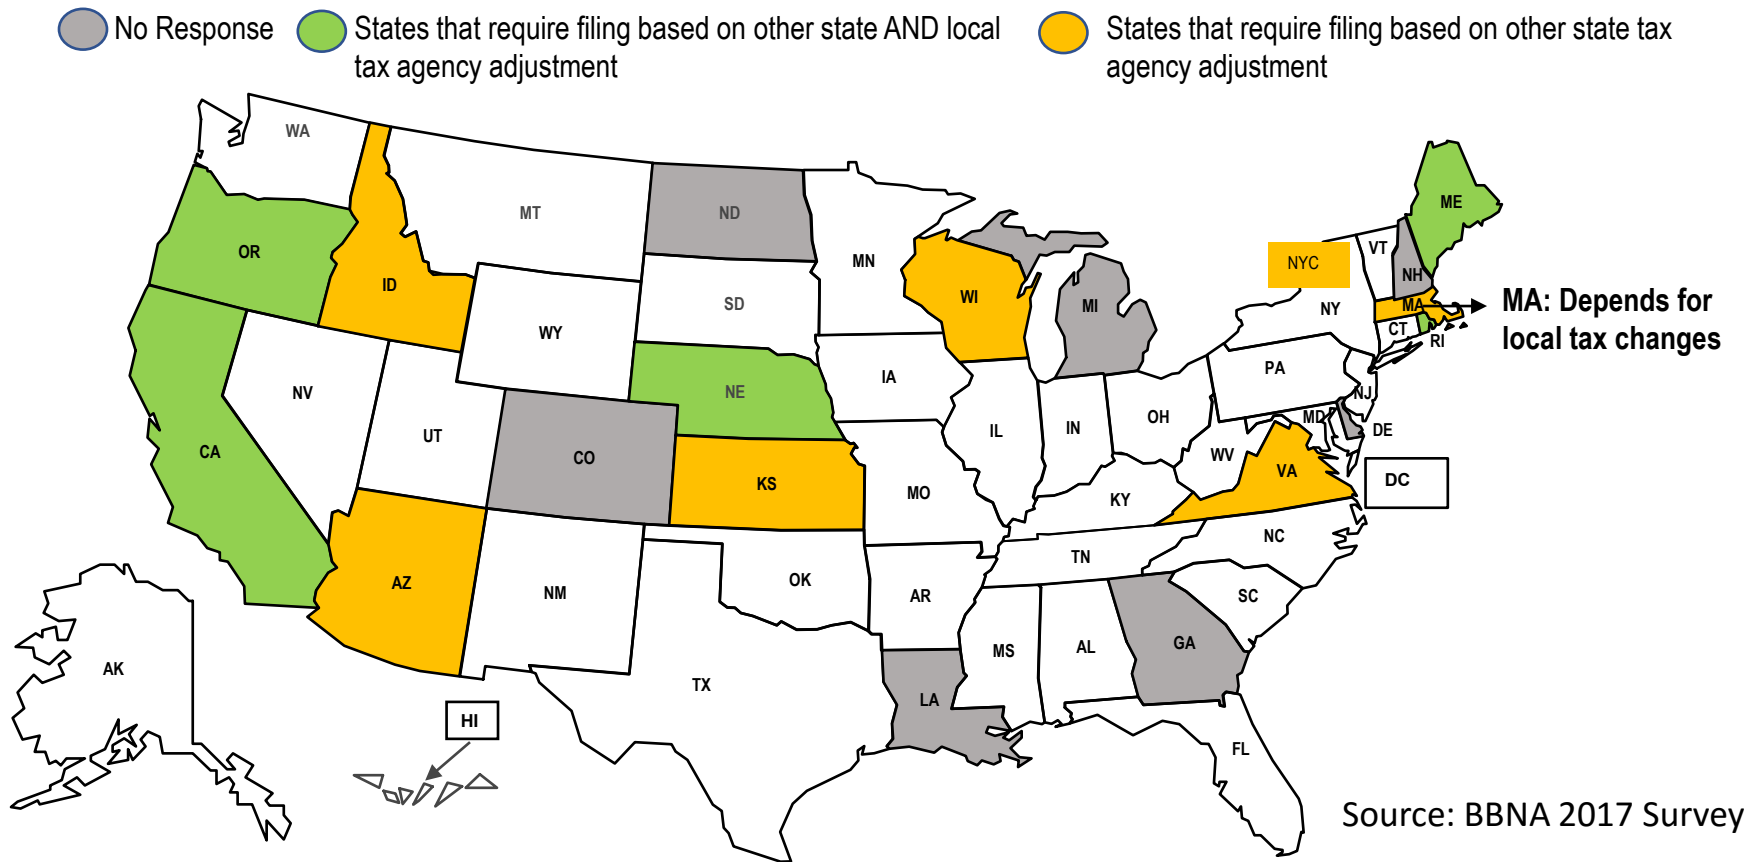 No Response
States that require filing based on other state AND local
tax agency adjustment
States that require filing based on other state tax
agency adjustment
WA
MT
ND
MN
OR
ID
SD
WI
MI
WY
NYC
VT
NH
ME
NY
MA
CT
RI
MA: Depends for
local tax changes
NV
UT
CA
CO
NE
KS
IA
IL
IN
OH
PA
NJ
MD
DE
DC
WV
VA
KY
MO
AZ
NM
OK
AR
TN
NC
SC
MS
AL
GA
LA
TX
FL
AK
HI
Source: BBNA 2017 Survey